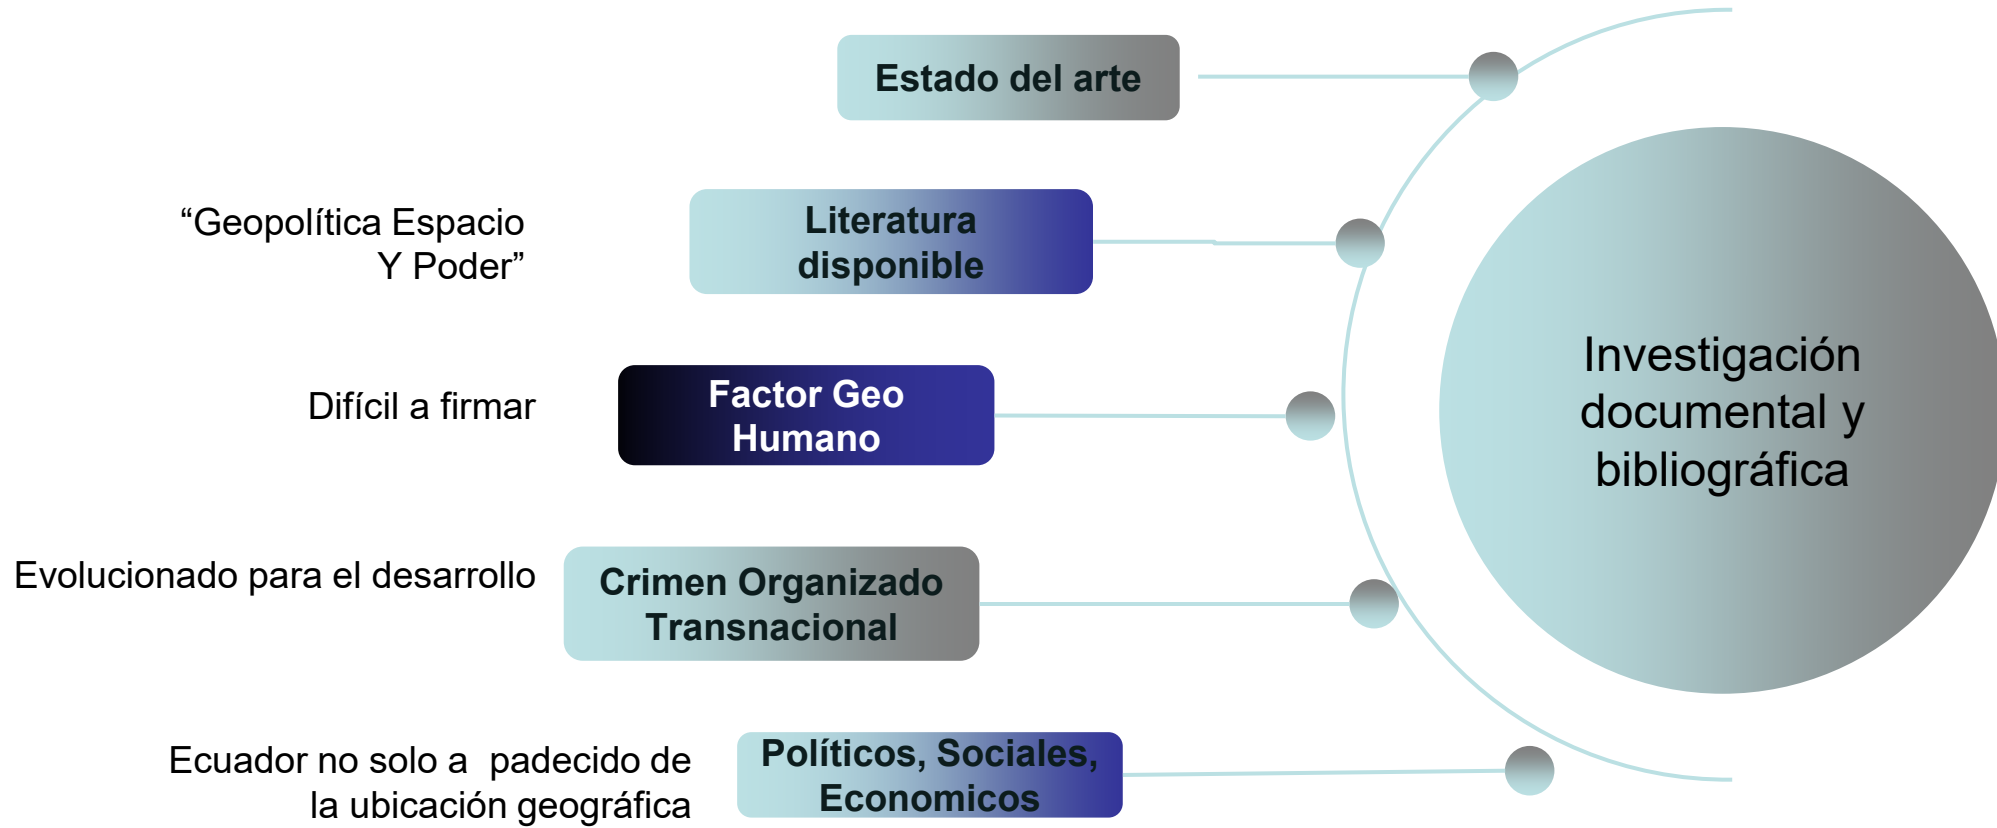 Estado del arte
“Geopolítica Espacio
Y Poder”
Literatura
disponible
Difícil a firmar
Factor Geo
Humano
Evolucionado para el desarrollo
Crimen Organizado
Transnacional
Ecuador no solo a  padecido de
la ubicación geográfica
Políticos, Sociales,
Economicos
Investigación
documental y
bibliográfica